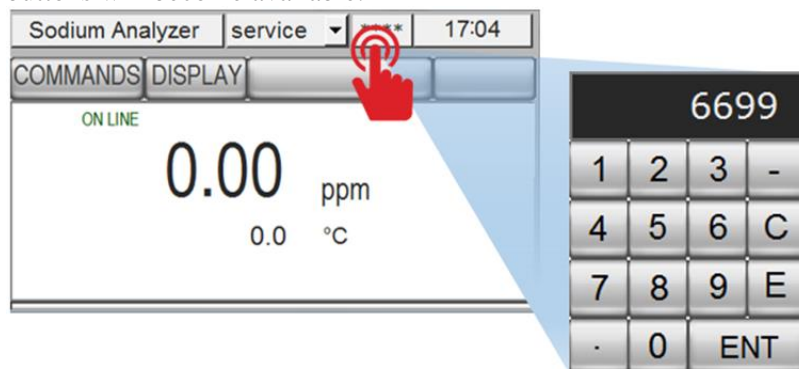 Sodium Analyzer service **** 17:04
COMMANDS DISPLAY
ON LINE
0.00 ppm
0.0 °C
6699
1 2 3 -
4 5 6 C
7 8 9 E
. 0 ENT